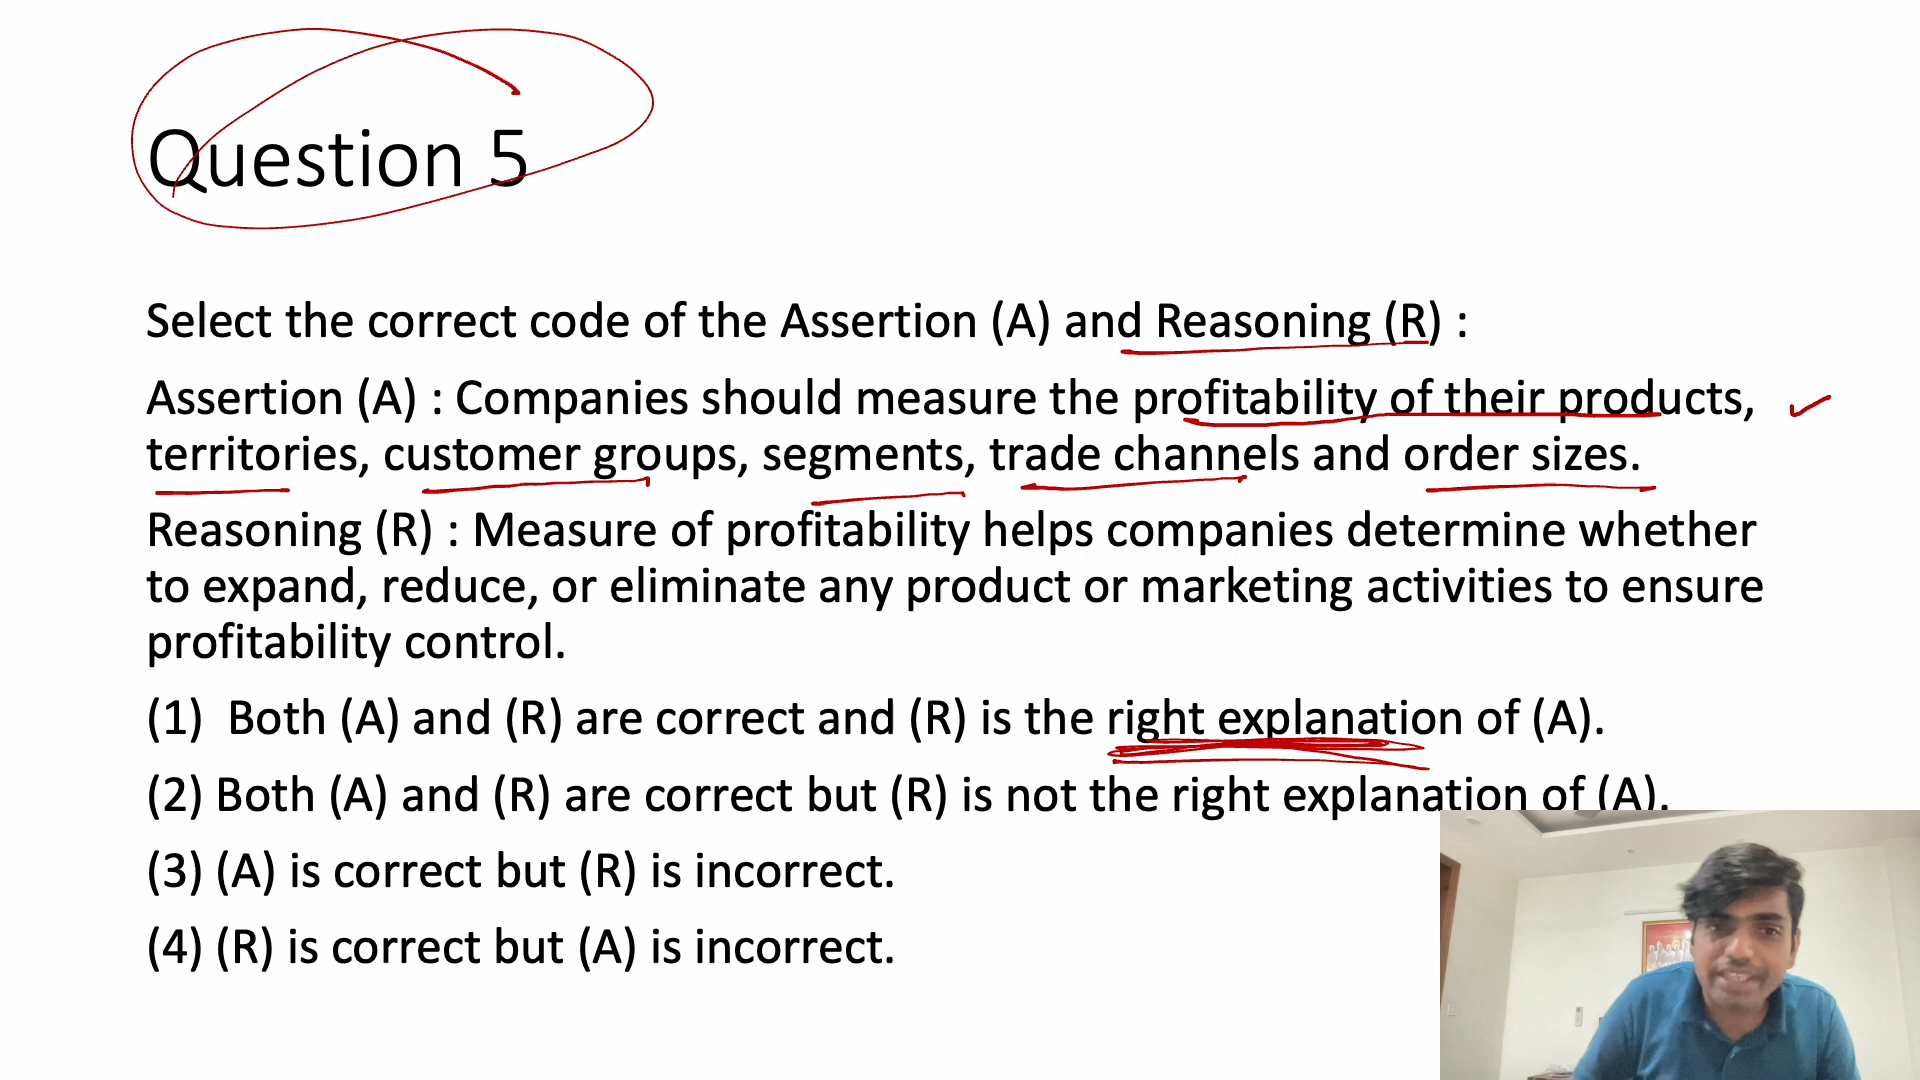 Question 5
Select the correct code of the Assertion (A) and Reasoning (R) :
Assertion (A) : Companies should measure the profitability of their products,
territories, customer groups, segments, trade channels and order sizes.
Reasoning (R) : Measure of profitability helps companies determine whether
to expand, reduce, or eliminate any product or marketing activities to ensure
profitability control.
(1) Both (A) and (R) are correct and (R) is the right explanation of (A).
(2) Both (A) and (R) are correct but (R) is not the right explanation of (A).
(3) (A) is correct but (R) is incorrect.
(4) (R) is correct but (A) is incorrect.